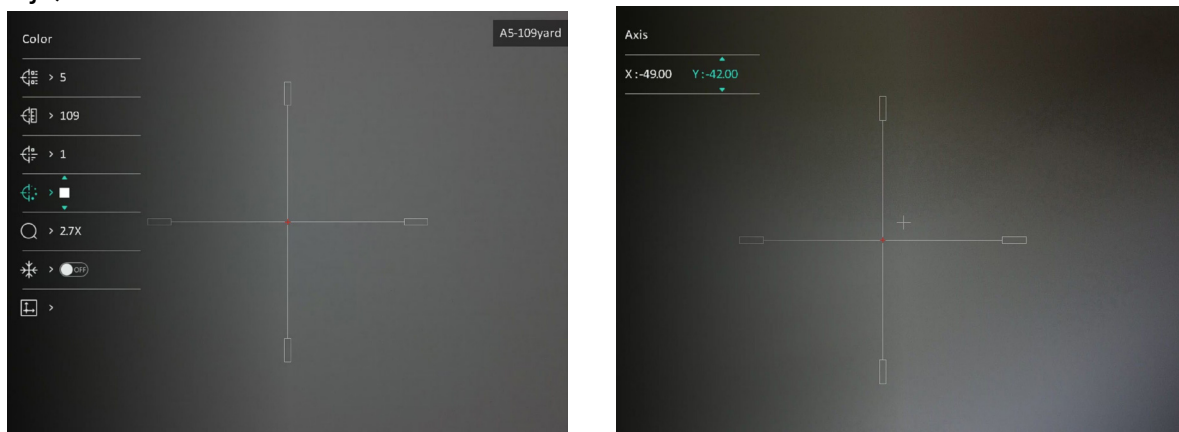 Color
A5-109yard
> 5
> 109
> 1
>
> 2.7X
> OFF
>
Axis
X :-49.00 Y :-42.00